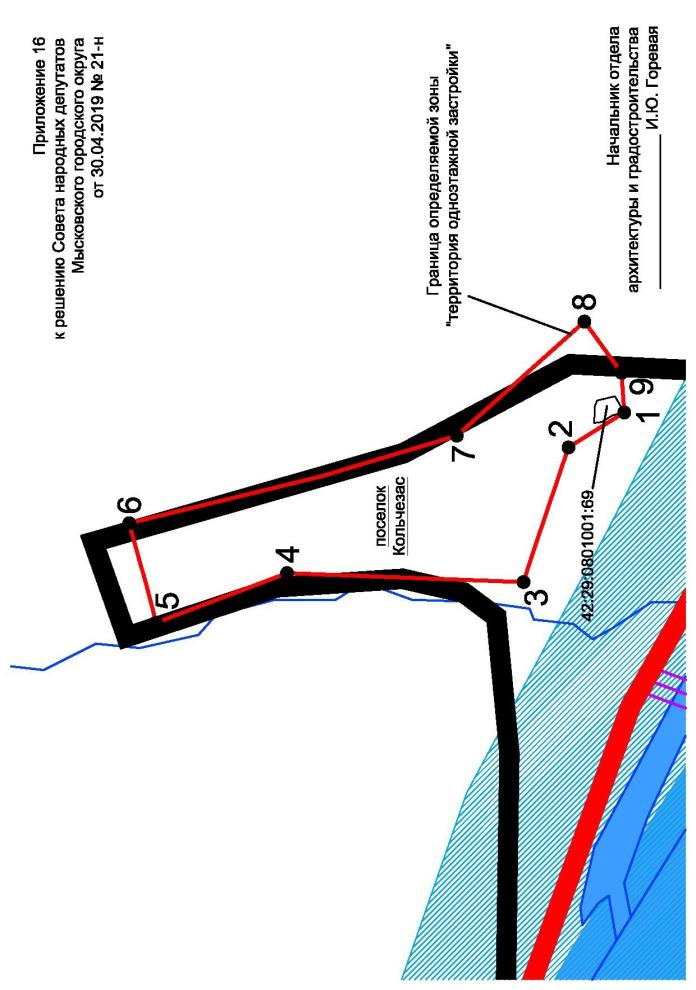 Приложение 16
к решению Совета народных депутатов
Мысковского городского округа
от 30.04.2019 № 21-н
Граница определяемой зоны
"территория одноэтажной застройки"
Начальник отдела
архитектуры и градостроительства
И.Ю. Горевая
поселок
Кольчезас
42:29:0801001:69
1
2
3
4
5
6
7
8
9